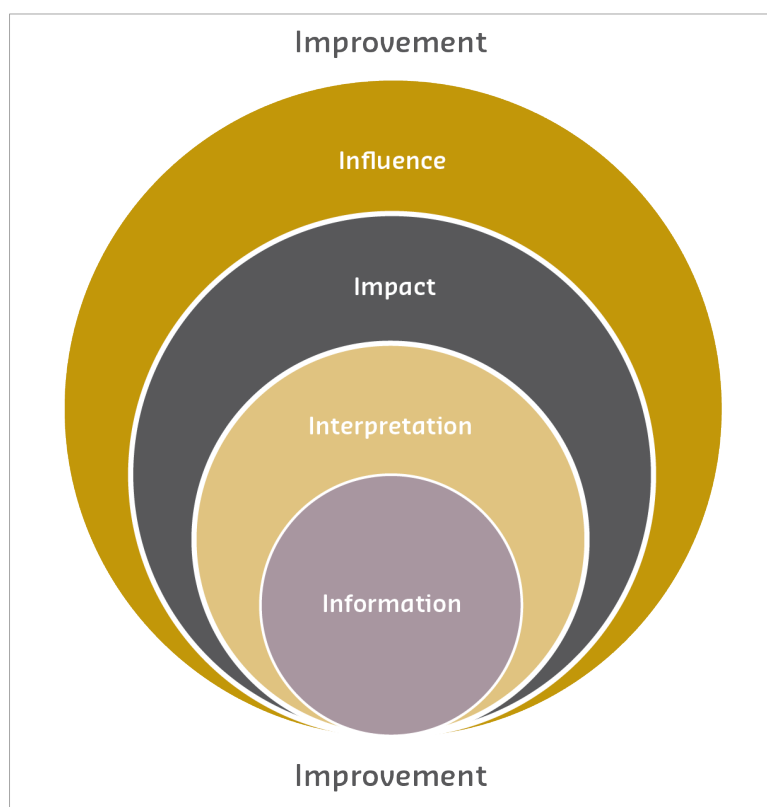 Improvement
Influence
Impact
Interpretation
Information
Improvement